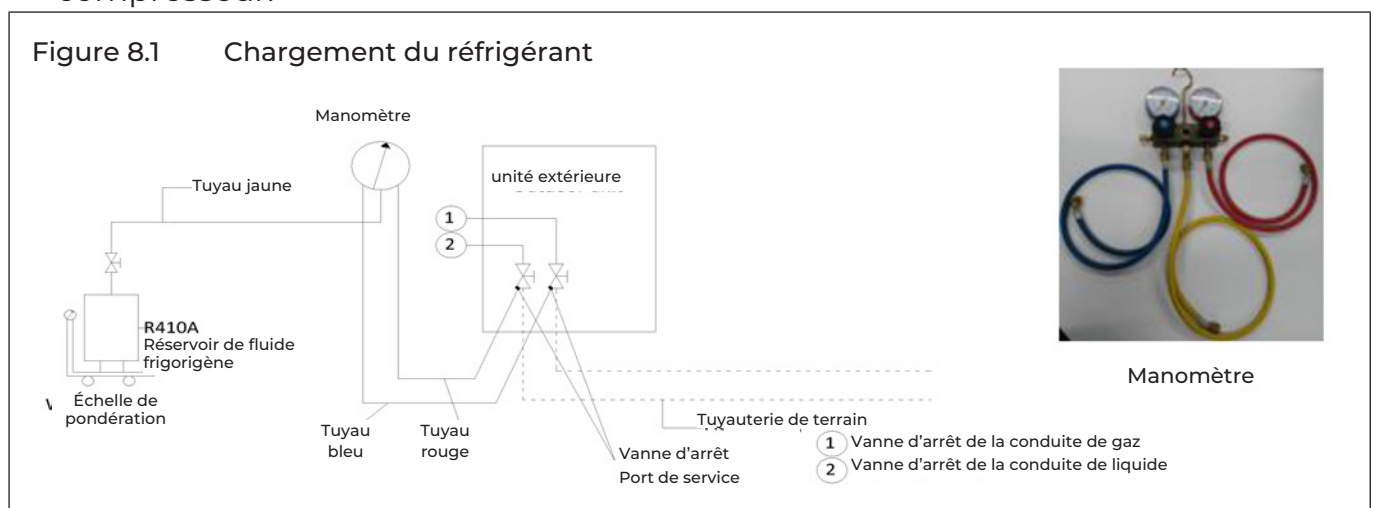 Figure 8.1 Chargement du réfrigérant
Manomètre
Tuyau jaune
unité extérieure
1
2
R410A
Réservoir de fluide
frigorigène
Échelle de
pondération
Tuyau
bleu
Tuyau
rouge
Tuyauterie de terrain
Vanne d'arrêt
Port de service
1 Vanne d'arrêt de la conduite de gaz
2 Vanne d'arrêt de la conduite de liquide
Manomètre